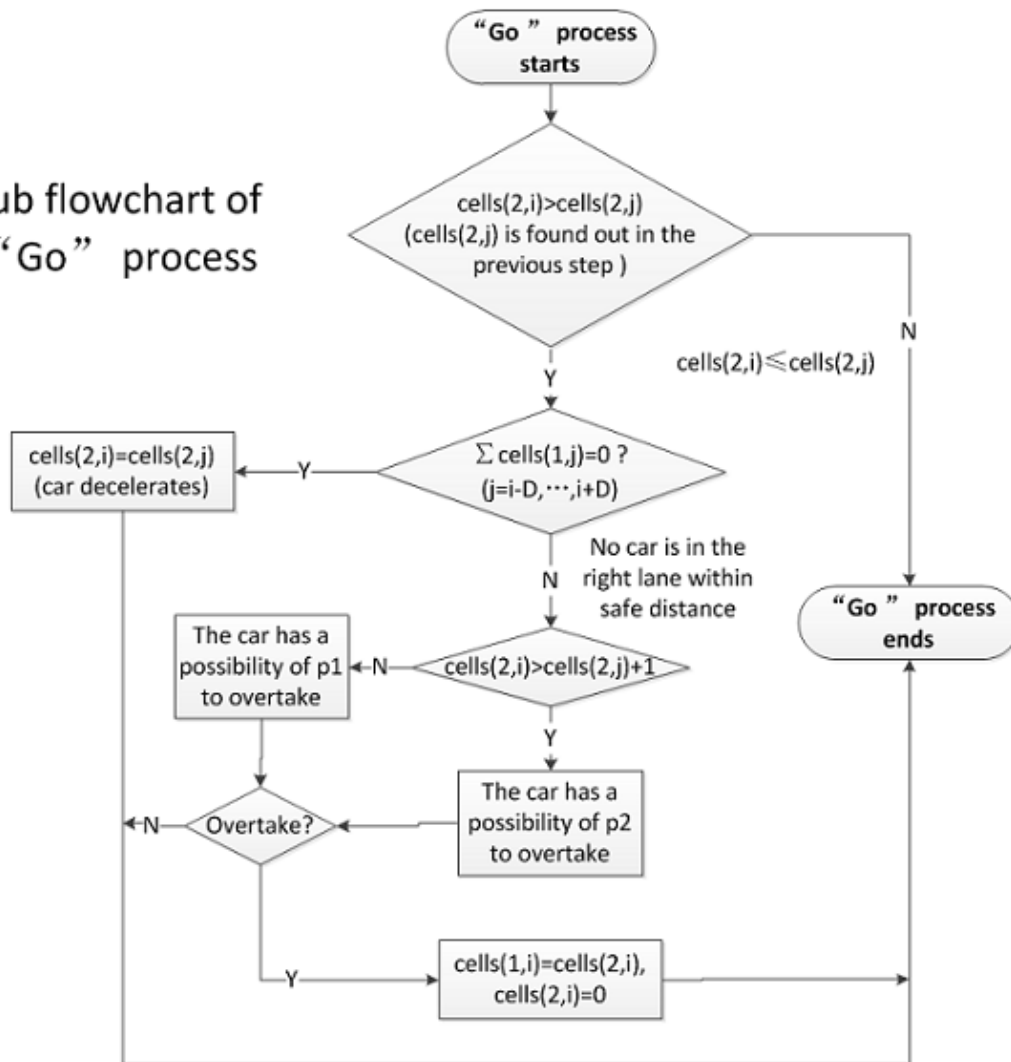 “Go” process
starts
ub flowchart of
“Go” process
cells(2,i)>cells(2,j)
(cells(2,j) is found out in the
previous step )
N
cells(2,i)≤cells(2,j)
Y
cells(2,i)=cells(2,j)
(car decelerates)
Y
∑cells(1,j)=0 ?
(j=i-D,⋯,i+D)
N
No car is in the
right lane within
safe distance
“Go” process
ends
The car has a
possibility of p1
to overtake
N
cells(2,i)>cells(2,j)+1
Y
N
Overtake?
The car has a
possibility of p2
to overtake
Y
cells(1,i)=cells(2,i),
cells(2,i)=0